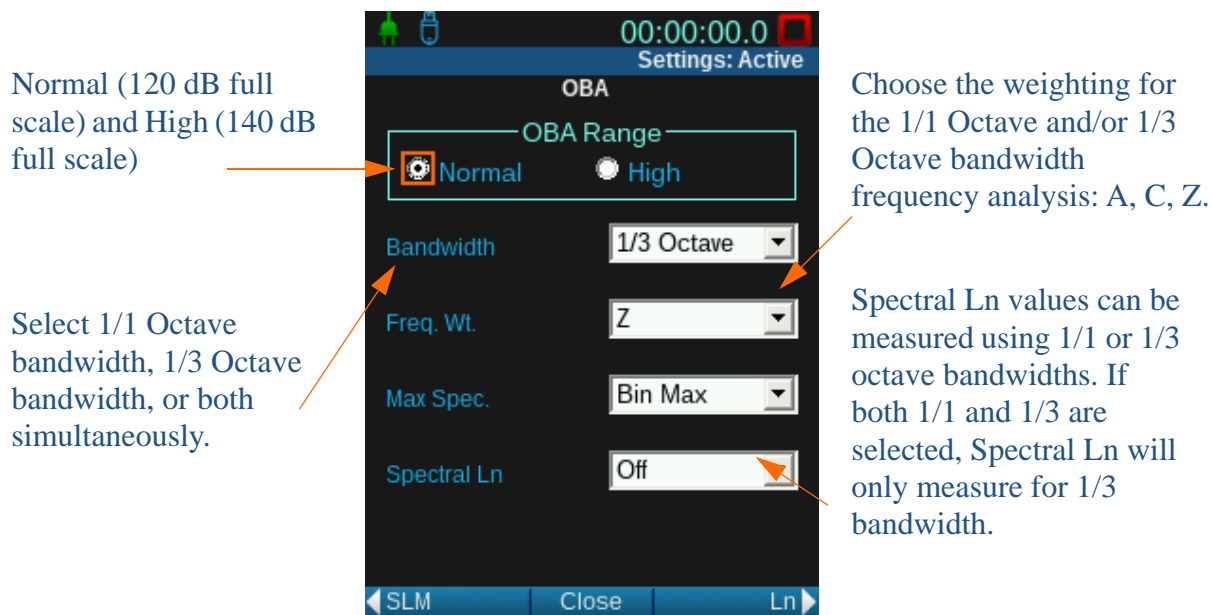 Normal (120 dB full
scale) and High (140 dB
full scale)
Select 1/1 Octave
bandwidth, 1/3 Octave
bandwidth, or both
simultaneously.
00:00:00.0
Settings: Active
OBA
OBA Range
Normal High
Bandwidth 1/3 Octave
Freq. Wt. Z
Max Spec. Bin Max
Spectral Ln Off
SLM Close Ln
Choose the weighting for
the 1/1 Octave and/or 1/3
Octave bandwidth
frequency analysis: A, C, Z.
Spectral Ln values can be
measured using 1/1 or 1/3
octave bandwidths. If
both 1/1 and 1/3 are
selected, Spectral Ln will
only measure for 1/3
bandwidth.